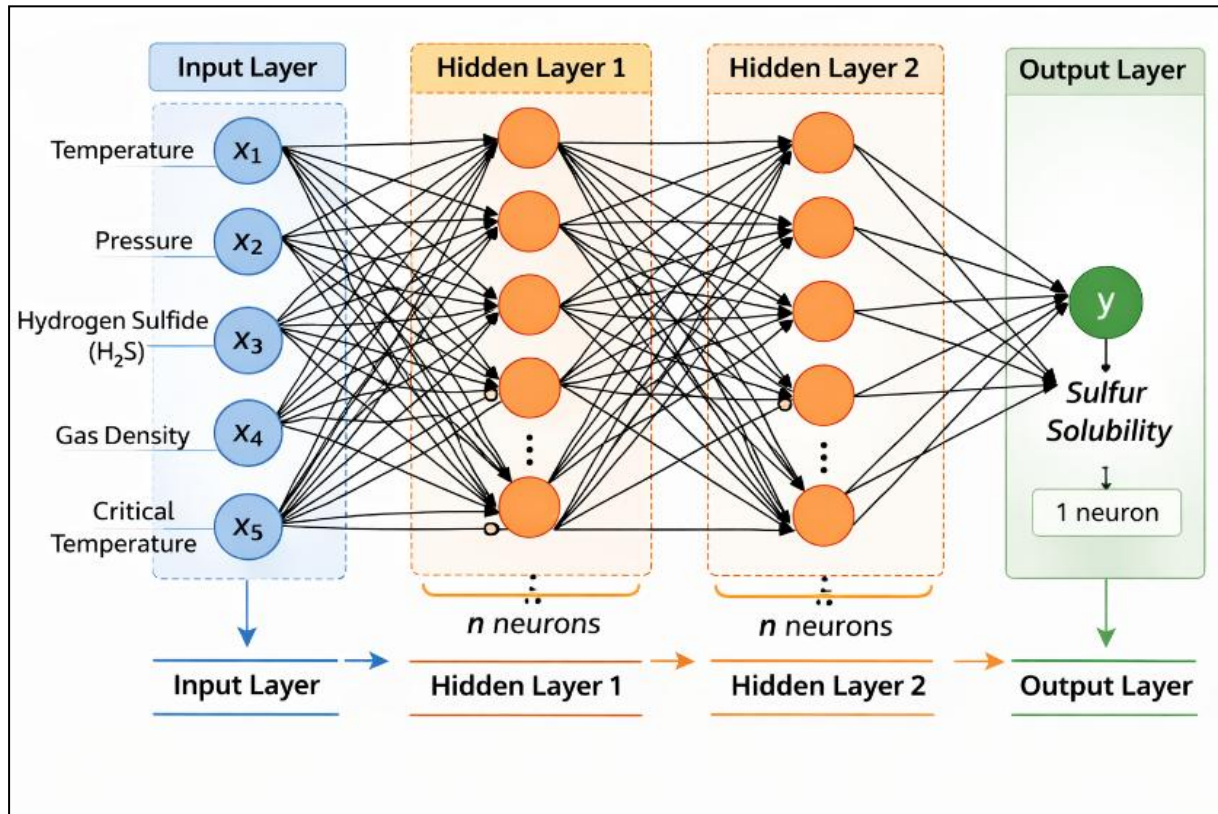 Input Layer
Hidden Layer 1
Hidden Layer 2
Output Layer
Temperature
x₁
Pressure
x₂
Hydrogen Sulfide
(H₂S)
x₃
Gas Density
x₄
Critical
Temperature
x₅
y
Sulfur
Solubility
1 neuron
n neurons
n neurons
Input Layer
Hidden Layer 1
Hidden Layer 2
Output Layer